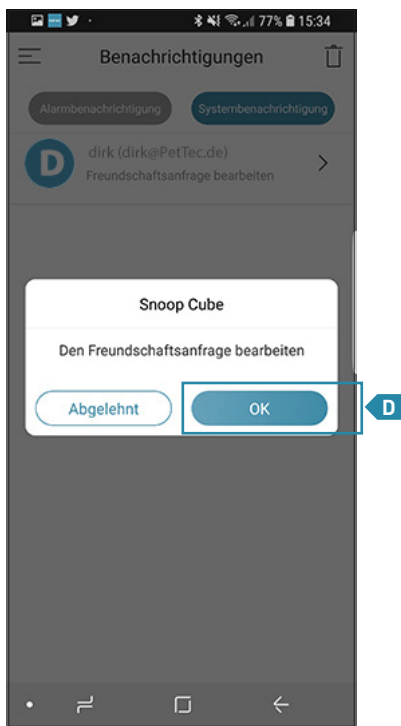 77% 15:34
Benachrichtigungen
Alarmbenachrichtigung Systembenachrichtigung
D dirk (dirk@PetTec.de)
Freundschaftsanfrage bearbeiten
Snoop Cube
Den Freundschaftsanfrage bearbeiten
Abgelehnt OK D